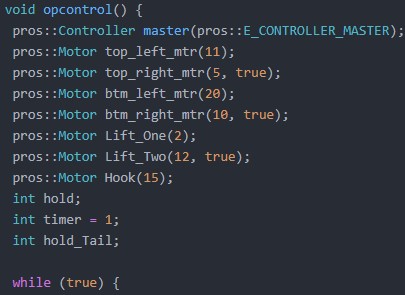 void opcontrol() {
pros::Controller master(pros::E_CONTROLLER_MASTER);
pros::Motor top_left_mtr(11);
pros::Motor top_right_mtr(5, true);
pros::Motor btm_left_mtr(20);
pros::Motor btm_right_mtr(10, true);
pros::Motor Lift_One(2);
pros::Motor Lift_Two(12, true);
pros::Motor Hook(15);
int hold;
int timer = 1;
int hold_Tail;
while (true) {